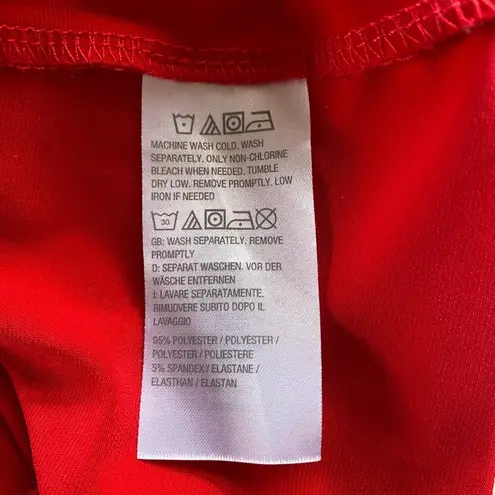 MACHINE WASH COLD. WASH
SEPARATELY. ONLY NON-CHLORINE
BLEACH WHEN NEEDED. TUMBLE
DRY LOW. REMOVE PROMPTLY. LOW
IRON IF NEEDED
30
GB: WASH SEPARATELY. REMOVE
PROMPTLY
D: SEPARAT WASCHEN. VOR DER
WÄSCHE ENTFERNEN
I: LAVARE SEPARATAMENTE.
RIMUOVERE SUBITO DOPO IL
LAVAGGIO
95% POLYESTER / POLYESTER /
POLYESTER / POLIESTERE
5% SPANDEX / ELASTANE /
ELASTHAN / ELASTAN